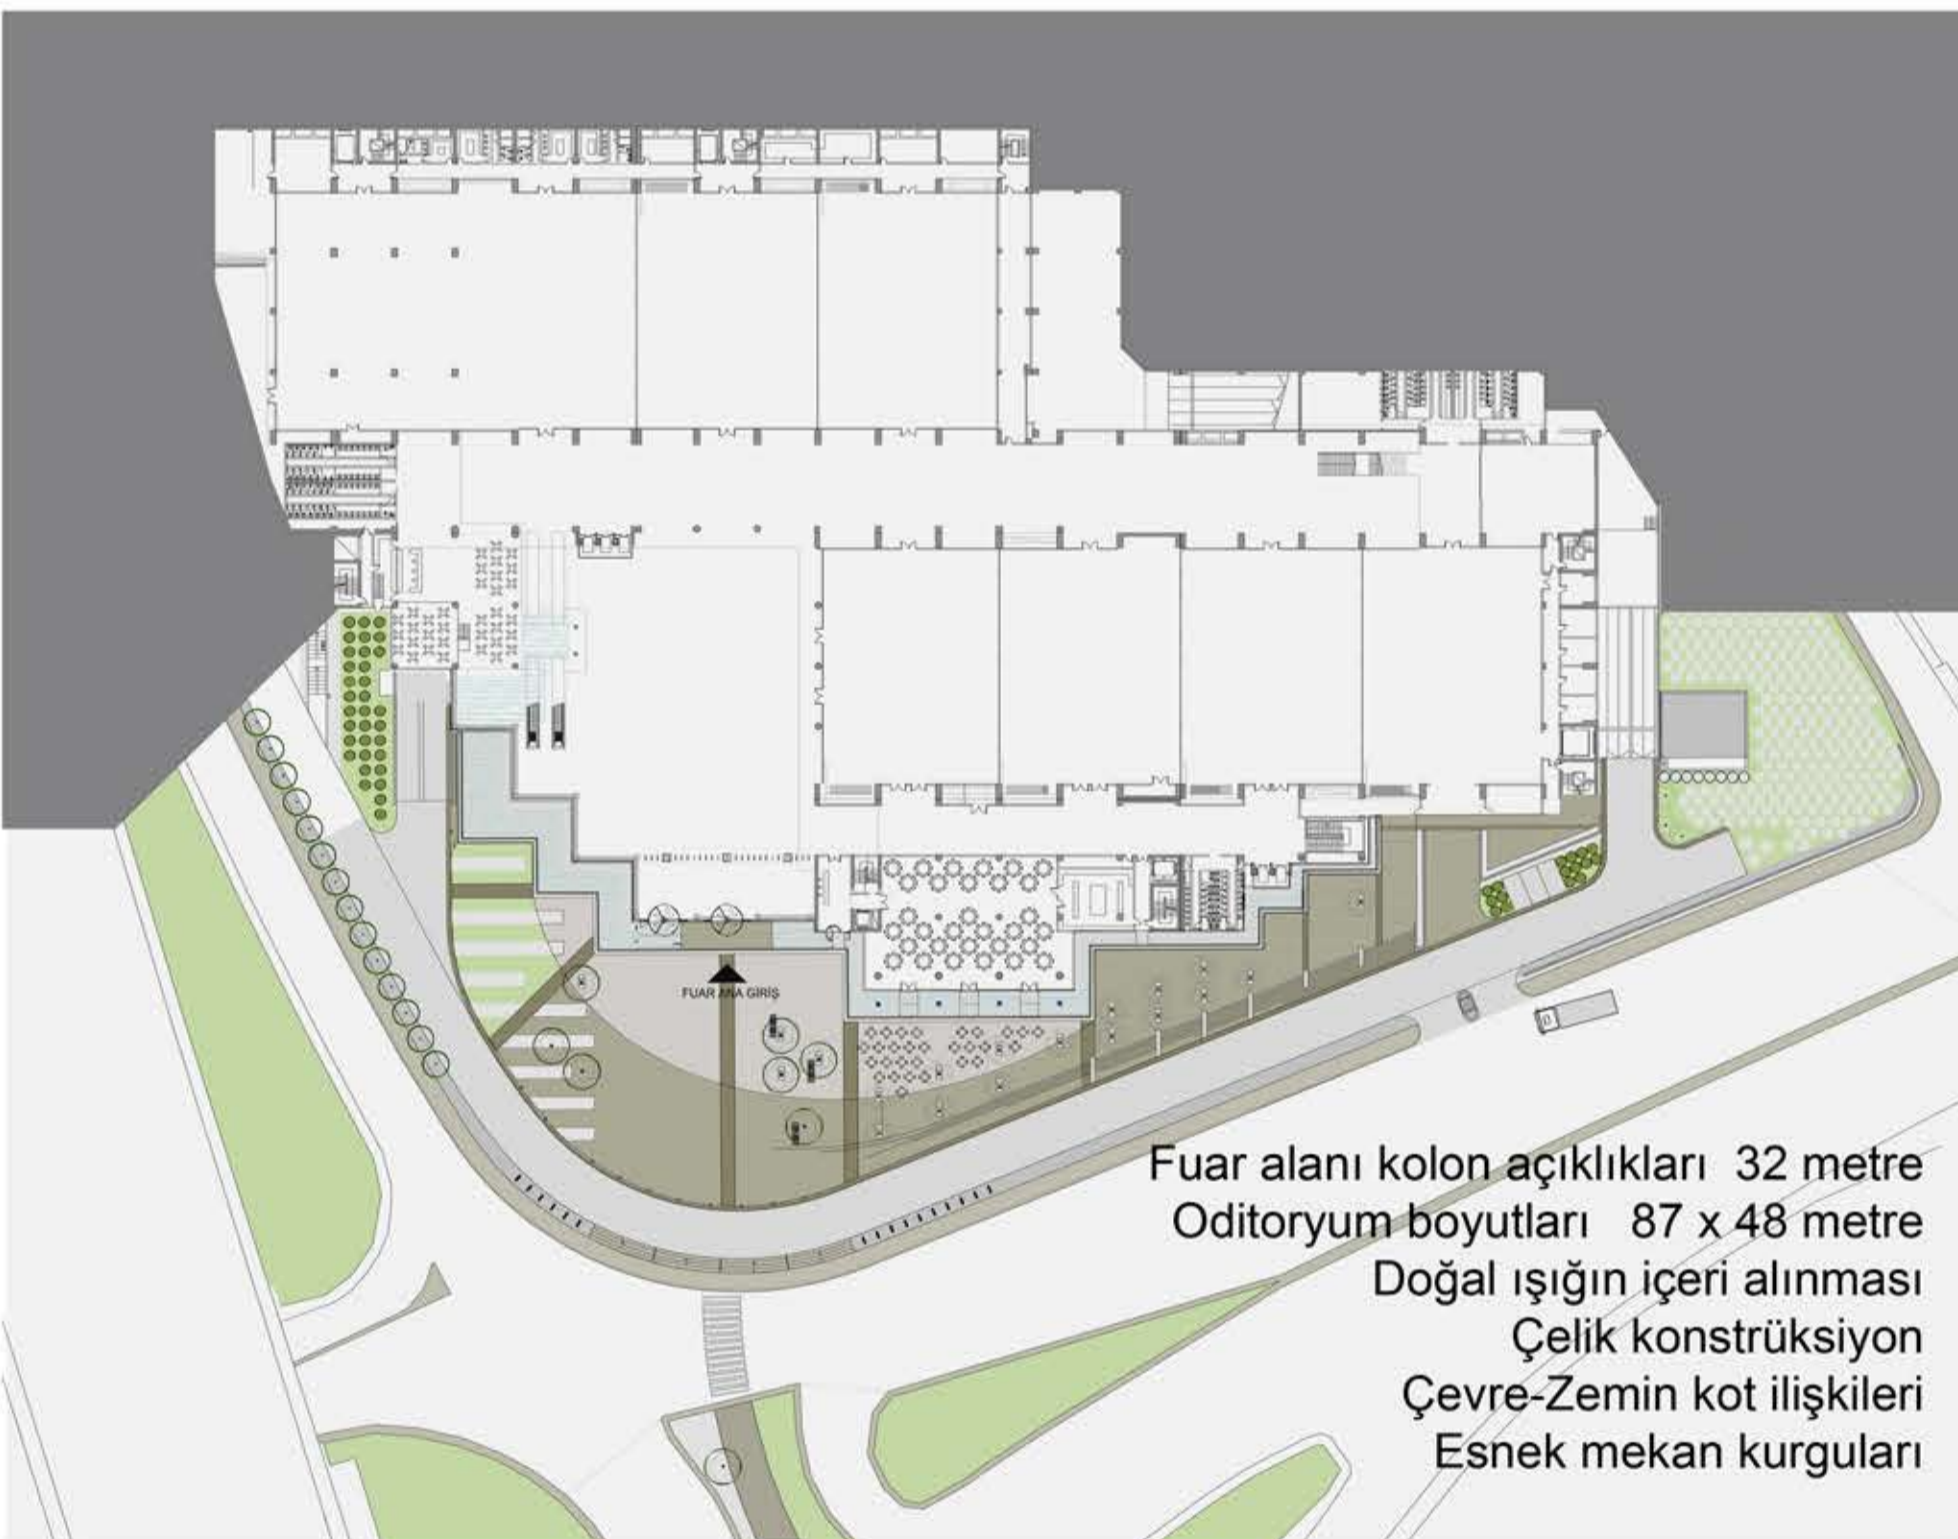 FUAR ANA GİRİŞ
Fuar alanı kolon açıklıkları 32 metre
Oditoryum boyutları 87 x 48 metre
Doğal ışığın içeri alınması
Çelik konstrüksiyon
Çevre-Zemin kot ilişkileri
Esnek mekan kurguları